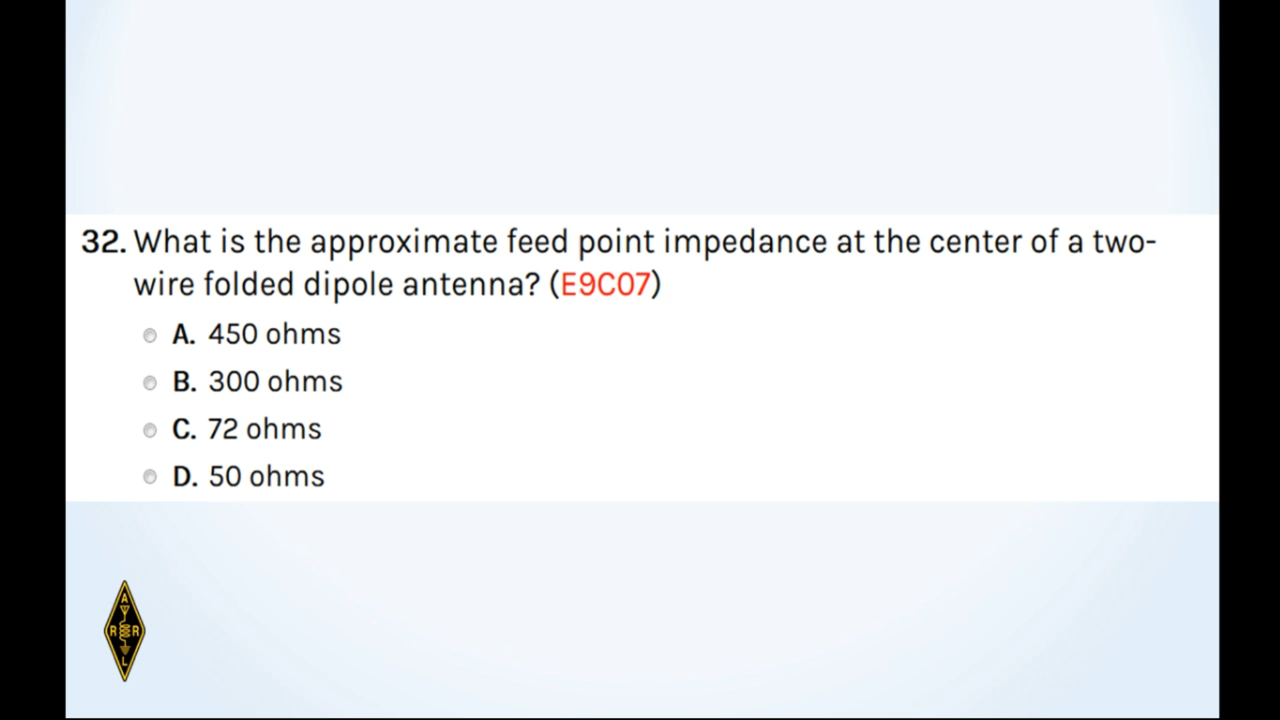 32. What is the approximate feed point impedance at the center of a two-
wire folded dipole antenna? (E9C07)
A. 450 ohms
B. 300 ohms
C. 72 ohms
D. 50 ohms
A
R R
L